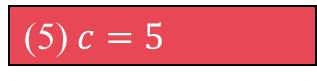 (5) c = 5